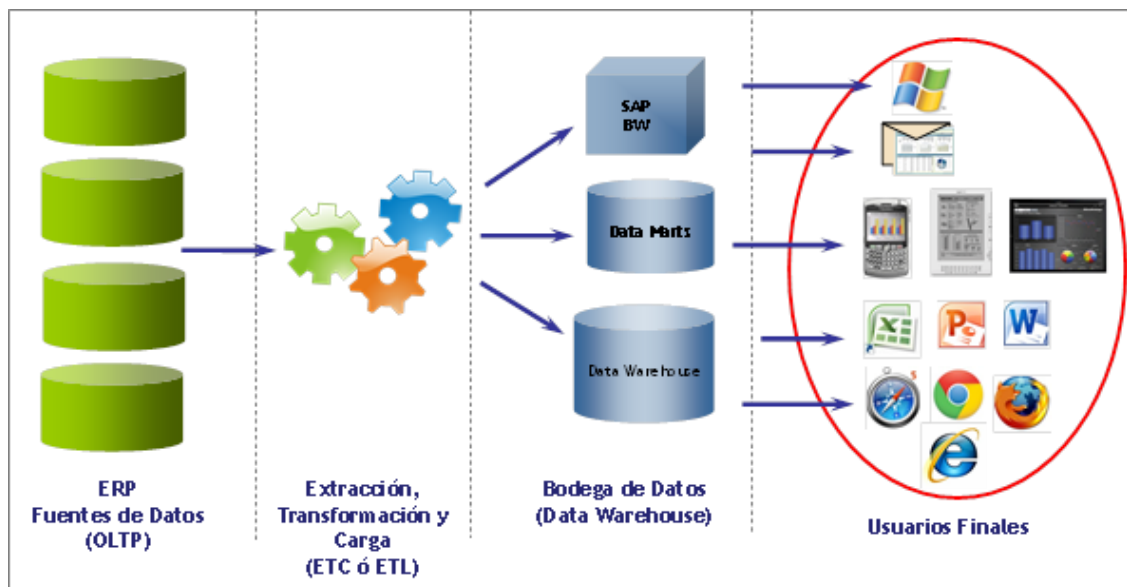 SAP
BW
Data Marts
Data Warehouse
ERP
Fuentes de Datos
(OLTP)
Extracción,
Transformación y
Carga
(ETC ó ETL)
Bodega de Datos
(Data Warehouse)
Usuarios Finales